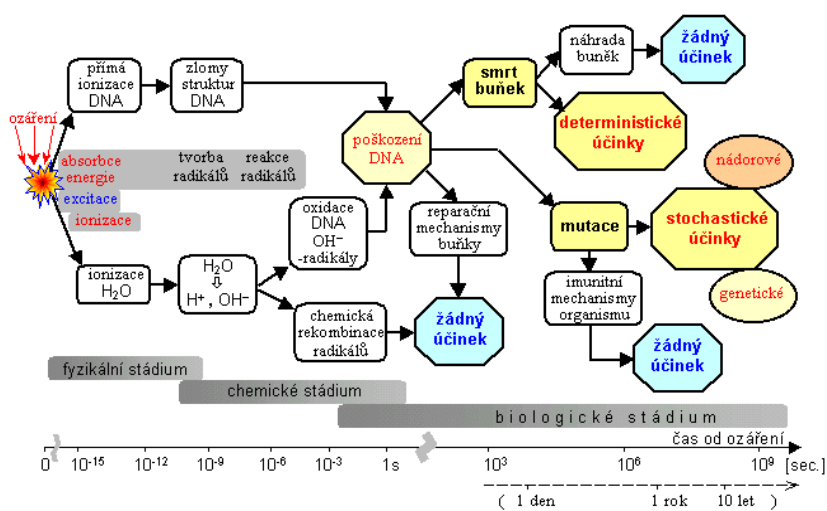 ozáření
přímá
ionizace
DNA
zlomy
struktur
DNA
smrt
buňek
náhrada
buněk
žádný
účinek
deterministické
účinky
absorbce
energie
excitace
ionizace
tvorba
radikálů
reakce
radikálů
poškození
DNA
oxidace
DNA
OH⁻
-radikály
reparační
mechanismy
buňky
mutace
nádorové
stochastické
účinky
genetické
ionizace
H₂O
H₂O
⇩
H⁺, OH⁻
chemická
rekombinace
radikálů
žádný
účinek
imunitní
mechanismy
organismu
žádný
účinek
fyzikální stádium
chemické stádium
biologické stádium
čas od ozáření
0 10⁻¹⁵ 10⁻¹² 10⁻⁹ 10⁻⁶ 10⁻³ 1s 10³ 10⁶ 10⁹ [sec.]
( 1 den 1 rok 10 let )